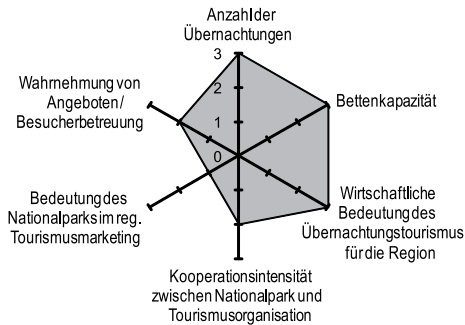 Anzahl der
Übernachtungen
3
2
1
0
Bettenkapazität
Wirtschaftliche
Bedeutung des
Übernachtungstourismus
für die Region
Kooperationsintensität
zwischen Nationalpark und
Tourismusorganisation
Bedeutung des
Nationalparks im reg.
Tourismusmarketing
Wahrnehmung von
Angeboten/
Besucherbetreuung